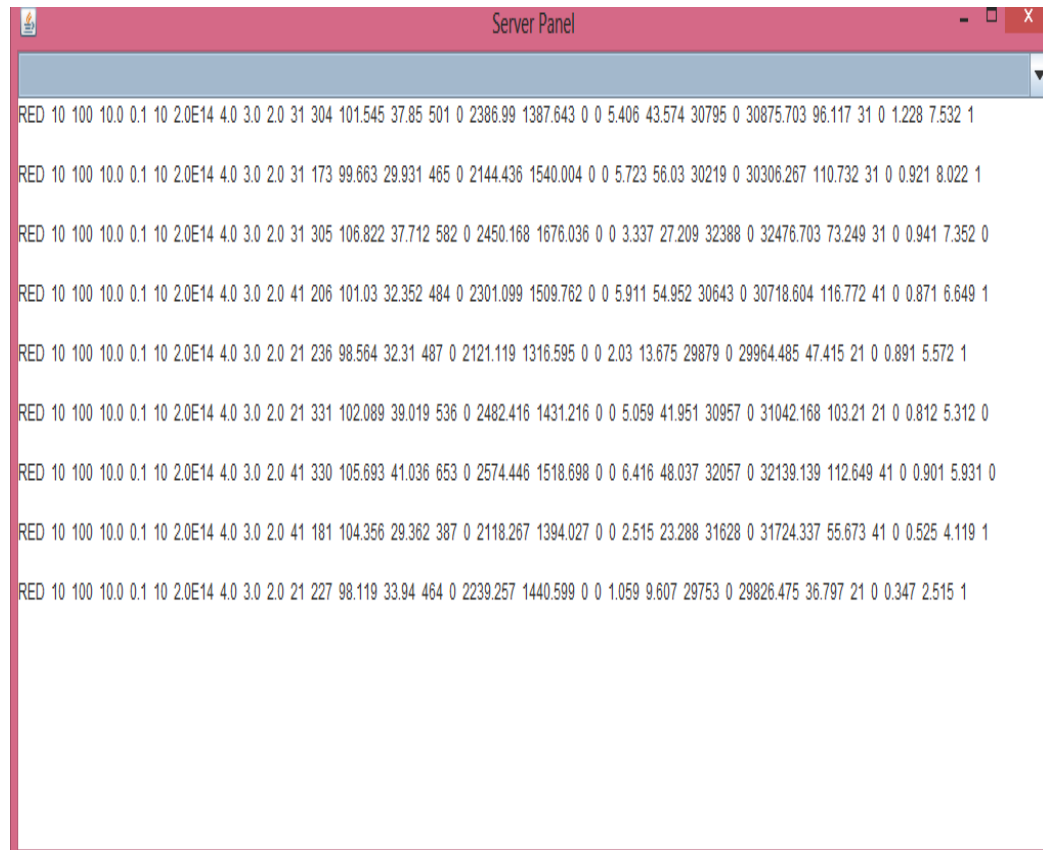 Server Panel
RED 10 100 10.0 0.1 10 2.0E14 4.0 3.0 2.0 31 304 101.545 37.85 501 0 2386.99 1387.643 0 0 5.406 43.574 30795 0 30875.703 96.117 31 0 1.228 7.532 1
RED 10 100 10.0 0.1 10 2.0E14 4.0 3.0 2.0 31 173 99.663 29.931 465 0 2144.436 1540.004 0 0 5.723 56.03 30219 0 30306.267 110.732 31 0 0.921 8.022 1
RED 10 100 10.0 0.1 10 2.0E14 4.0 3.0 2.0 31 305 106.822 37.712 582 0 2450.168 1676.036 0 0 3.337 27.209 32388 0 32476.703 73.249 31 0 0.941 7.352 0
RED 10 100 10.0 0.1 10 2.0E14 4.0 3.0 2.0 41 206 101.03 32.352 484 0 2301.099 1509.762 0 0 5.911 54.952 30643 0 30718.604 116.772 41 0 0.871 6.649 1
RED 10 100 10.0 0.1 10 2.0E14 4.0 3.0 2.0 21 236 98.564 32.31 487 0 2121.119 1316.595 0 0 2.03 13.675 29879 0 29964.485 47.415 21 0 0.891 5.572 1
RED 10 100 10.0 0.1 10 2.0E14 4.0 3.0 2.0 21 331 102.089 39.019 536 0 2482.416 1431.216 0 0 5.059 41.951 30957 0 31042.168 103.21 21 0 0.812 5.312 0
RED 10 100 10.0 0.1 10 2.0E14 4.0 3.0 2.0 41 330 105.693 41.036 653 0 2574.446 1518.698 0 0 6.416 48.037 32057 0 32139.139 112.649 41 0 0.901 5.931 0
RED 10 100 10.0 0.1 10 2.0E14 4.0 3.0 2.0 41 181 104.356 29.362 387 0 2118.267 1394.027 0 0 2.515 23.288 31628 0 31724.337 55.673 41 0 0.525 4.119 1
RED 10 100 10.0 0.1 10 2.0E14 4.0 3.0 2.0 21 227 98.119 33.94 464 0 2239.257 1440.599 0 0 1.059 9.607 29753 0 29826.475 36.797 21 0 0.347 2.515 1